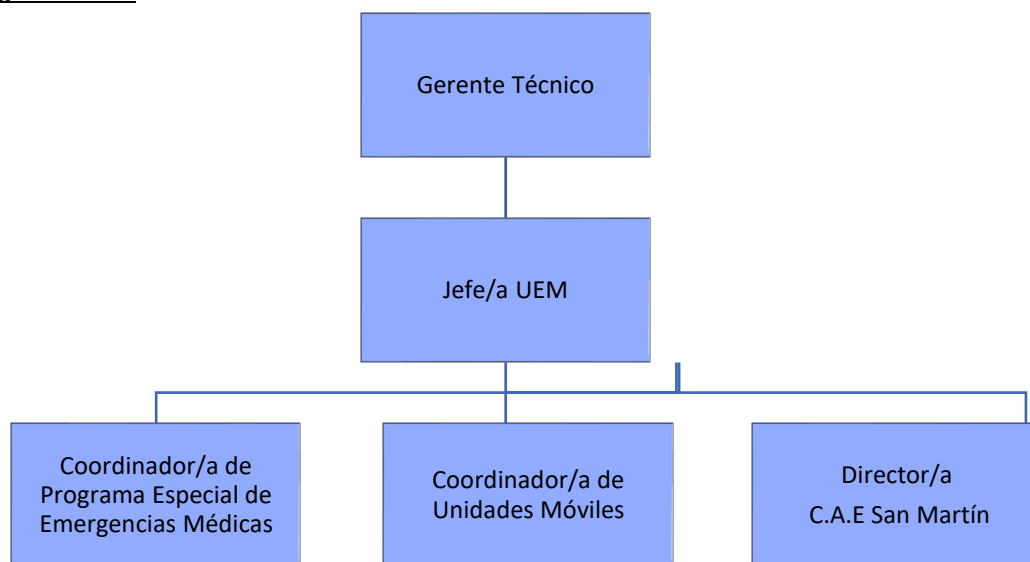 Gerente Técnico
Jefe/a UEM
Coordinador/a de
Programa Especial de
Emergencias Médicas
Coordinador/a de
Unidades Móviles
Director/a
C.A.E San Martín